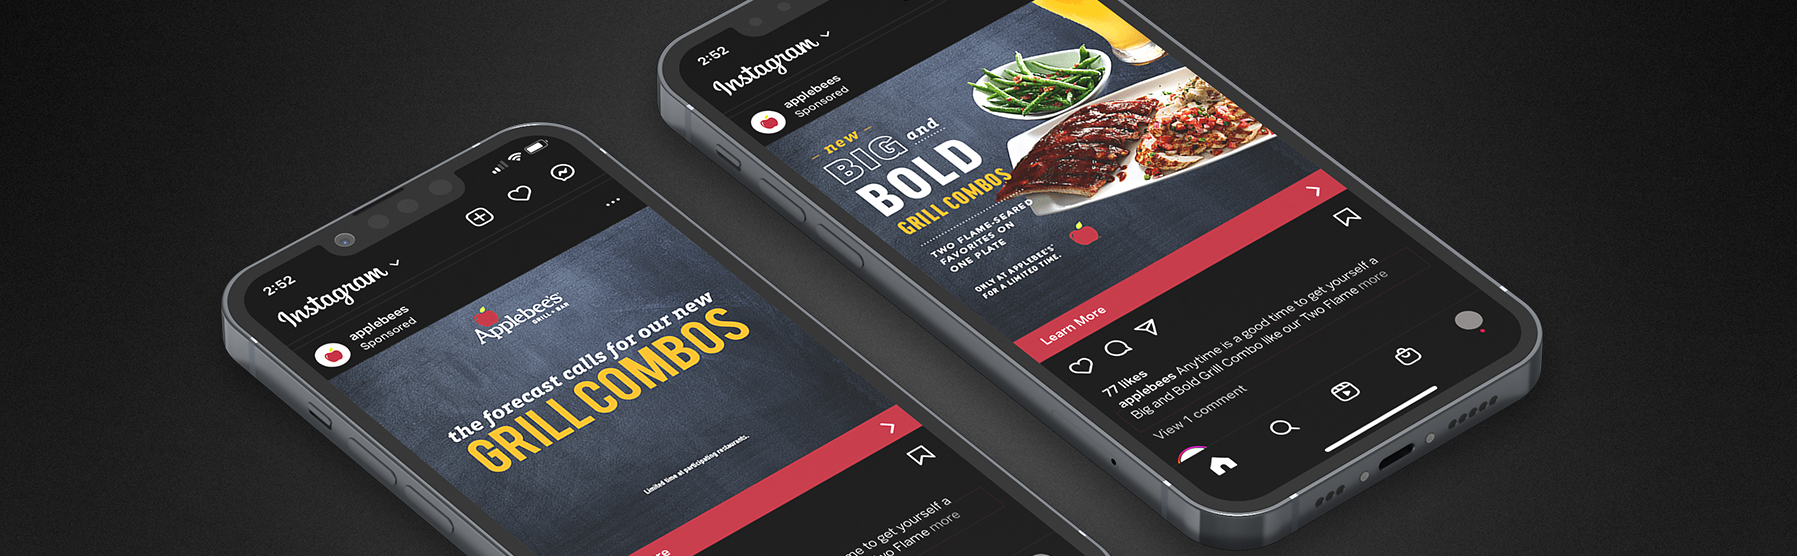 2:52
Instagram
applebees
Sponsored
Applebee's
GRILL + BAR
the forecast calls for our new
GRILL COMBOS
Limited time at participating restaurants.
me to get yourself a
wo Flame more
2:52
Instagram
applebees
Sponsored
new
BIG and
BOLD
GRILL COMBOS
TWO FLAME-SEARED
FAVORITES ON
ONE PLATE
ONLY AT APPLEBEE'S
FOR A LIMITED TIME.
Learn More
77 likes
applebees Anytime is a good time to get yourself a
Big and Bold Grill Combo like our Two Flame more
View 1 comment